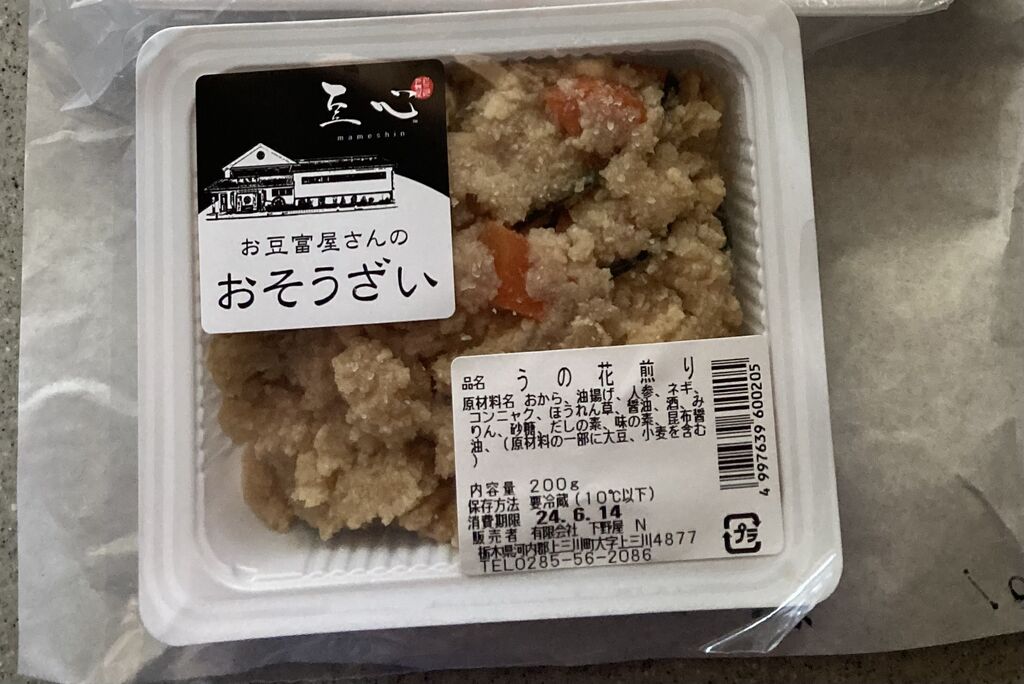 豆心
mameshin
お豆富屋さんの
おそうざい
品名 うの花煎り
原材料名 おから、油揚げ、人参、ネギ、
コンニャク、ほうれん草、醤油、酒、み
りん、砂糖、だしの素、味の素、昆布醤
油、(原材料の一部に大豆、小麦を含む
)
内容量 200g
保存方法 要冷蔵(10℃以下)
消費期限 24.6.14
販売者 有限会社 下野屋 N
栃木県河内郡上三川町大字上三川4877
TEL0285-56-2086
4 997639 600205
プラ